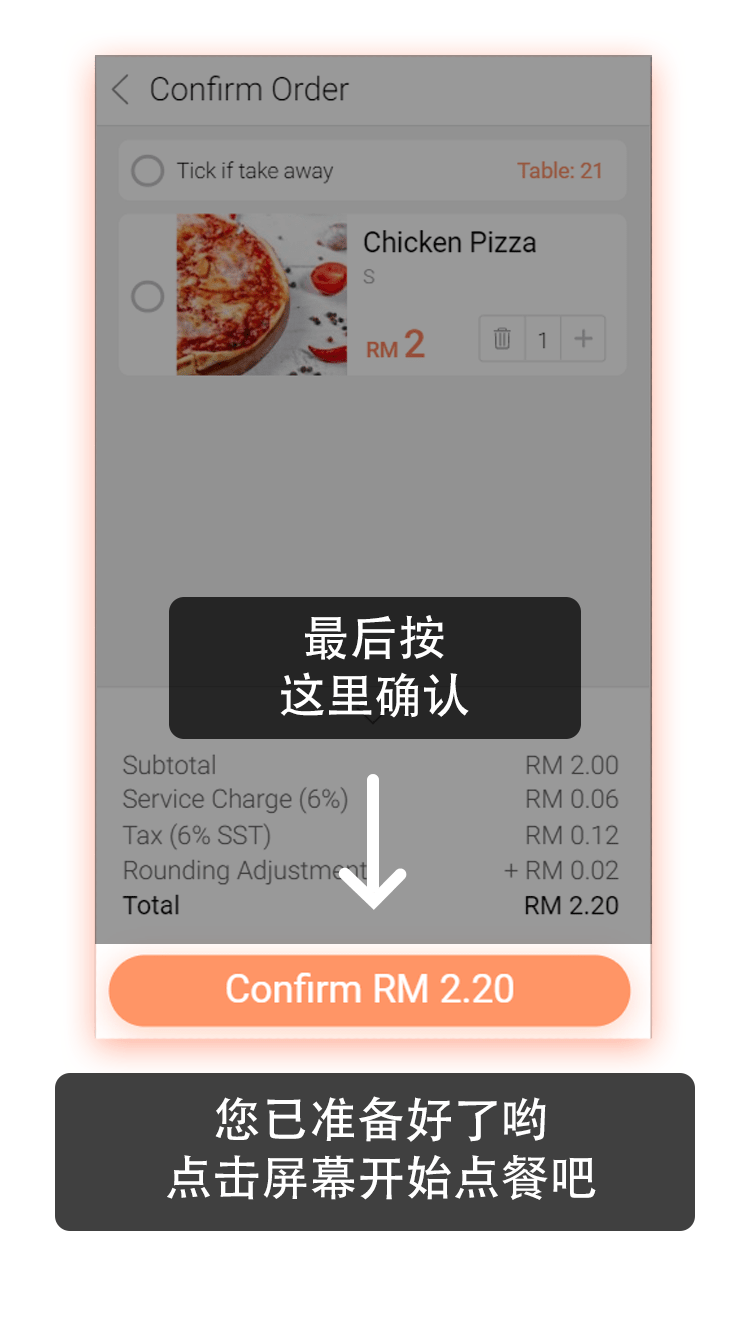 Confirm Order
Tick if take away
Table: 21
Chicken Pizza
S
RM 2
1
最后按
这里确认
Subtotal RM 2.00
Service Charge (6%) RM 0.06
Tax (6% SST) RM 0.12
Rounding Adjustment + RM 0.02
Total RM 2.20
Confirm RM 2.20
您已准备好了哟
点击屏幕开始点餐吧